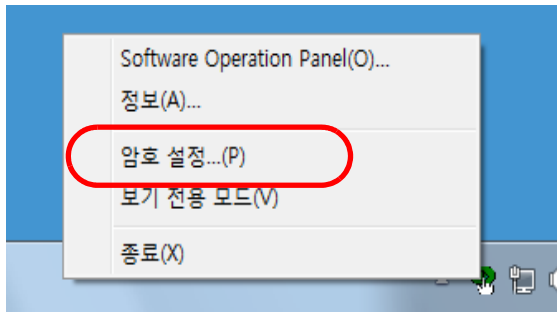 Software Operation Panel(O)...
정보(A)...
암호 설정...(P)
보기 전용 모드(V)
종료(X)